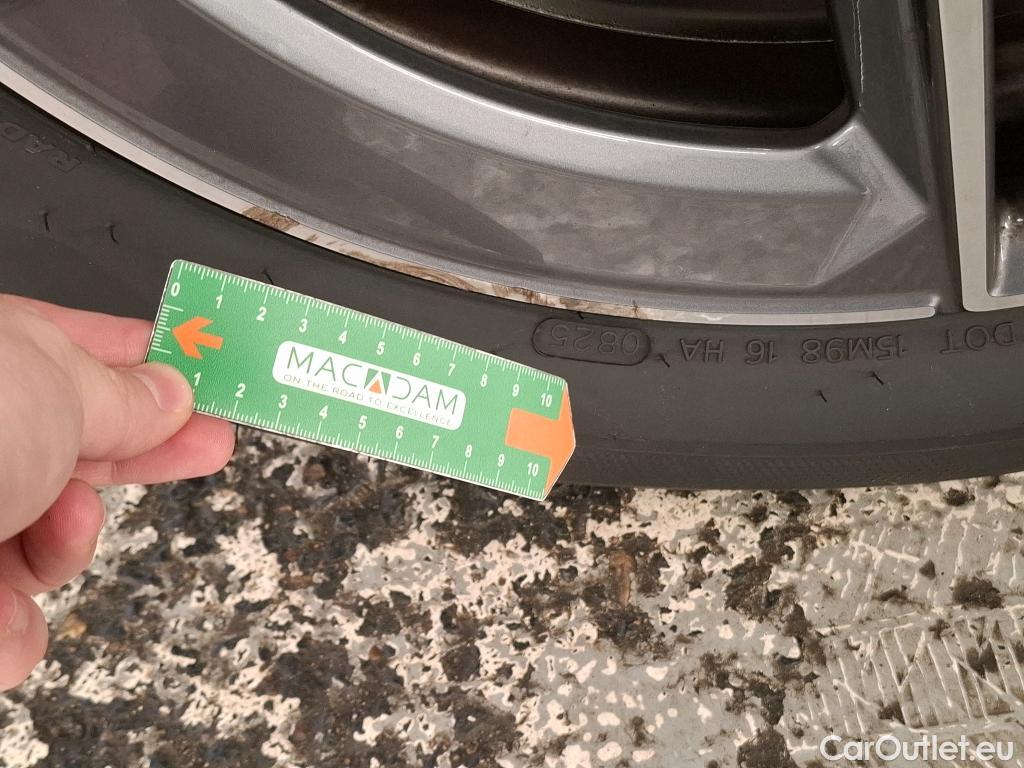 RAD
0 1 2 3 4 5 6 7 8 9 10
MACADAM
ON THE ROAD TO EXCELLENCE
1 2 3 4 5 6 7 8 9 10
DOT 15M98 16 HA 0825
CarOutlet.eu